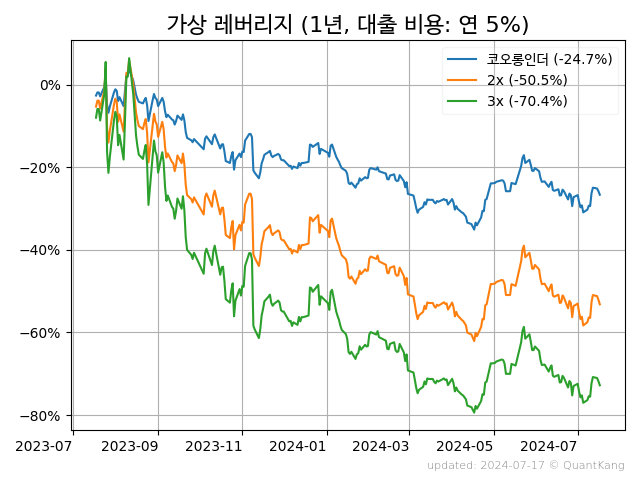 가상 레버리지 (1년, 대출 비용: 연 5%)
코오롱인더 (-24.7%)
2x (-50.5%)
3x (-70.4%)
0%
−20%
−40%
−60%
−80%
2023-07 2023-09 2023-11 2024-01 2024-03 2024-05 2024-07
updated: 2024-07-17 © QuantKang